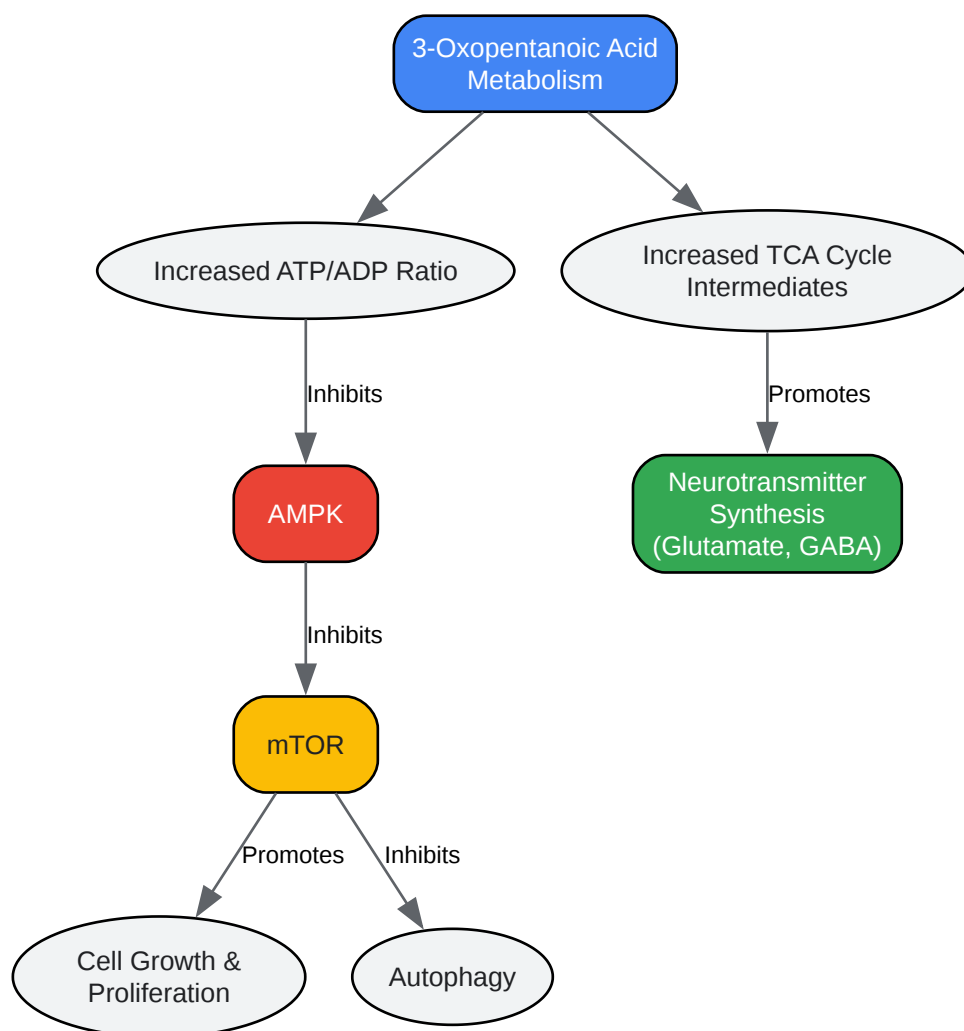 3-Oxopentanoic Acid
Metabolism
Increased ATP/ADP Ratio
Increased TCA Cycle
Intermediates
Inhibits
Promotes
AMPK
Neurotransmitter
Synthesis
(Glutamate, GABA)
Inhibits
mTOR
Promotes
Inhibits
Cell Growth &
Proliferation
Autophagy